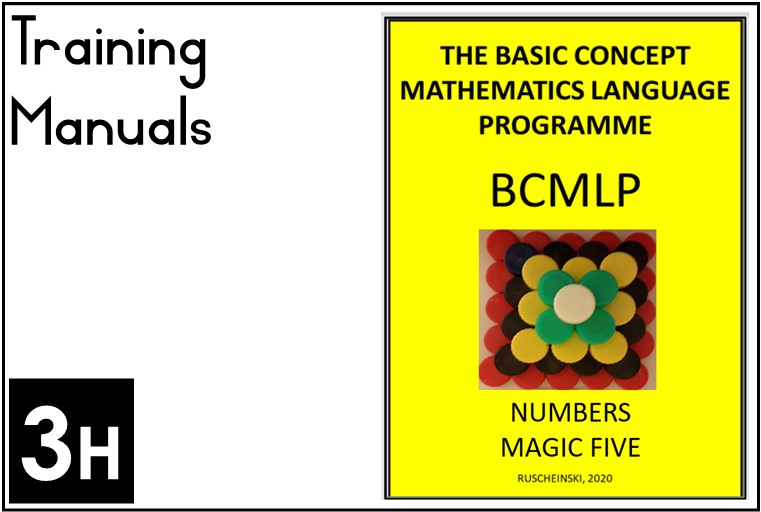 Training
Manuals
3H
THE BASIC CONCEPT
MATHEMATICS LANGUAGE
PROGRAMME
BCMLP
NUMBERS
MAGIC FIVE
RUSCHEINSKI, 2020